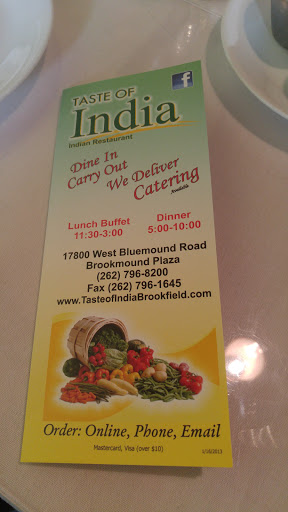 TASTE OF
India
Indian Restaurant
Dine In
Carry Out
We Deliver
Catering
Available
Lunch Buffet
11:30-3:00
Dinner
5:00-10:00
17800 West Bluemound Road
Brookmound Plaza
(262) 796-8200
Fax (262) 796-1645
www.TasteofIndiaBrookfield.com
Order: Online, Phone, Email
Mastercard, Visa (over $10)